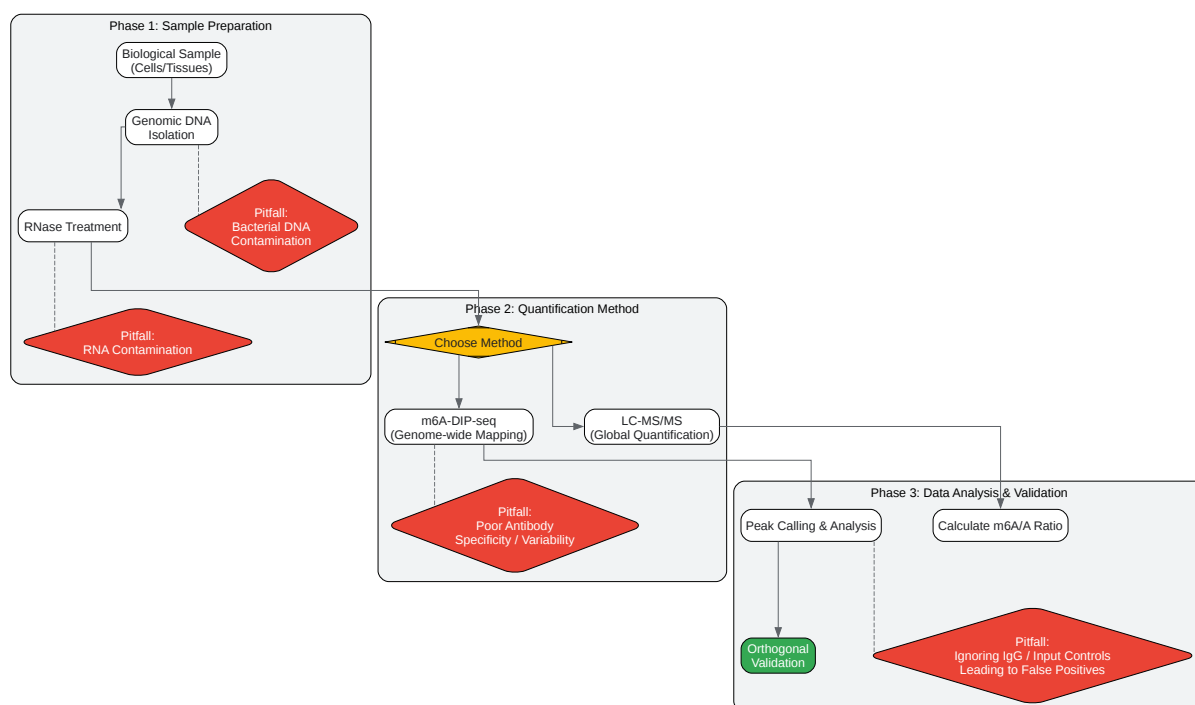 Phase 1: Sample Preparation
Biological Sample
(Cells/Tissues)
Genomic DNA
Isolation
RNase Treatment
Pitfall:
Bacterial DNA
Contamination
Pitfall:
RNA Contamination
Phase 2: Quantification Method
Choose Method
m6A-DIP-seq
(Genome-wide Mapping)
LC-MS/MS
(Global Quantification)
Pitfall:
Poor Antibody
Specificity / Variability
Phase 3: Data Analysis & Validation
Peak Calling & Analysis
Calculate m6A/A Ratio
Orthogonal
Validation
Pitfall:
Ignoring IgG / Input Controls
Leading to False Positives